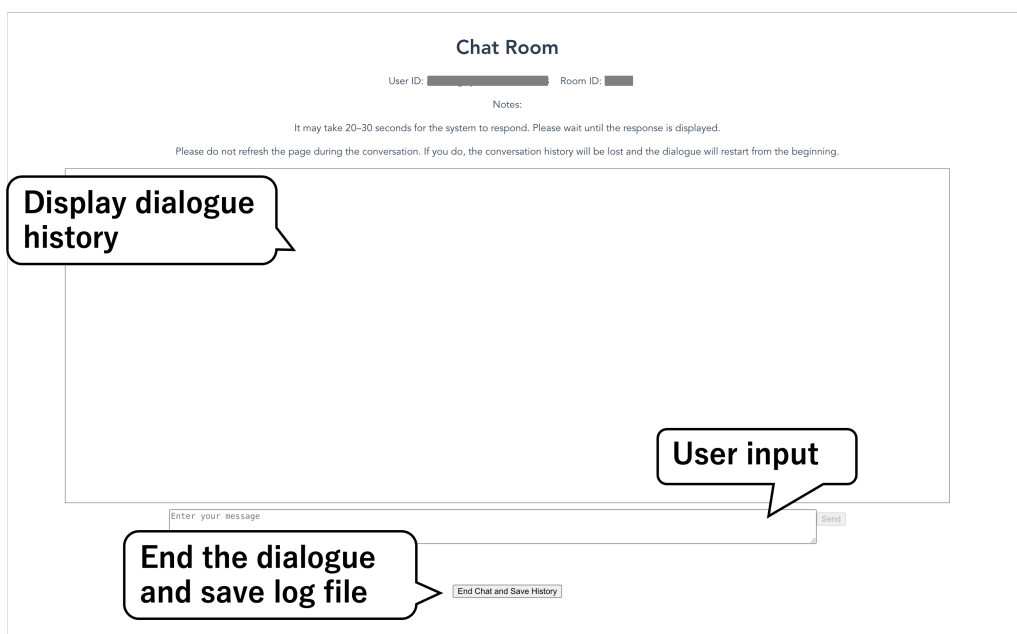 Chat Room
User ID: Room ID:
Notes:
It may take 20–30 seconds for the system to respond. Please wait until the response is displayed.
Please do not refresh the page during the conversation. If you do, the conversation history will be lost and the dialogue will restart from the beginning.
Display dialogue
history
User input
Enter your message
Send
End the dialogue
and save log file
End Chat and Save History